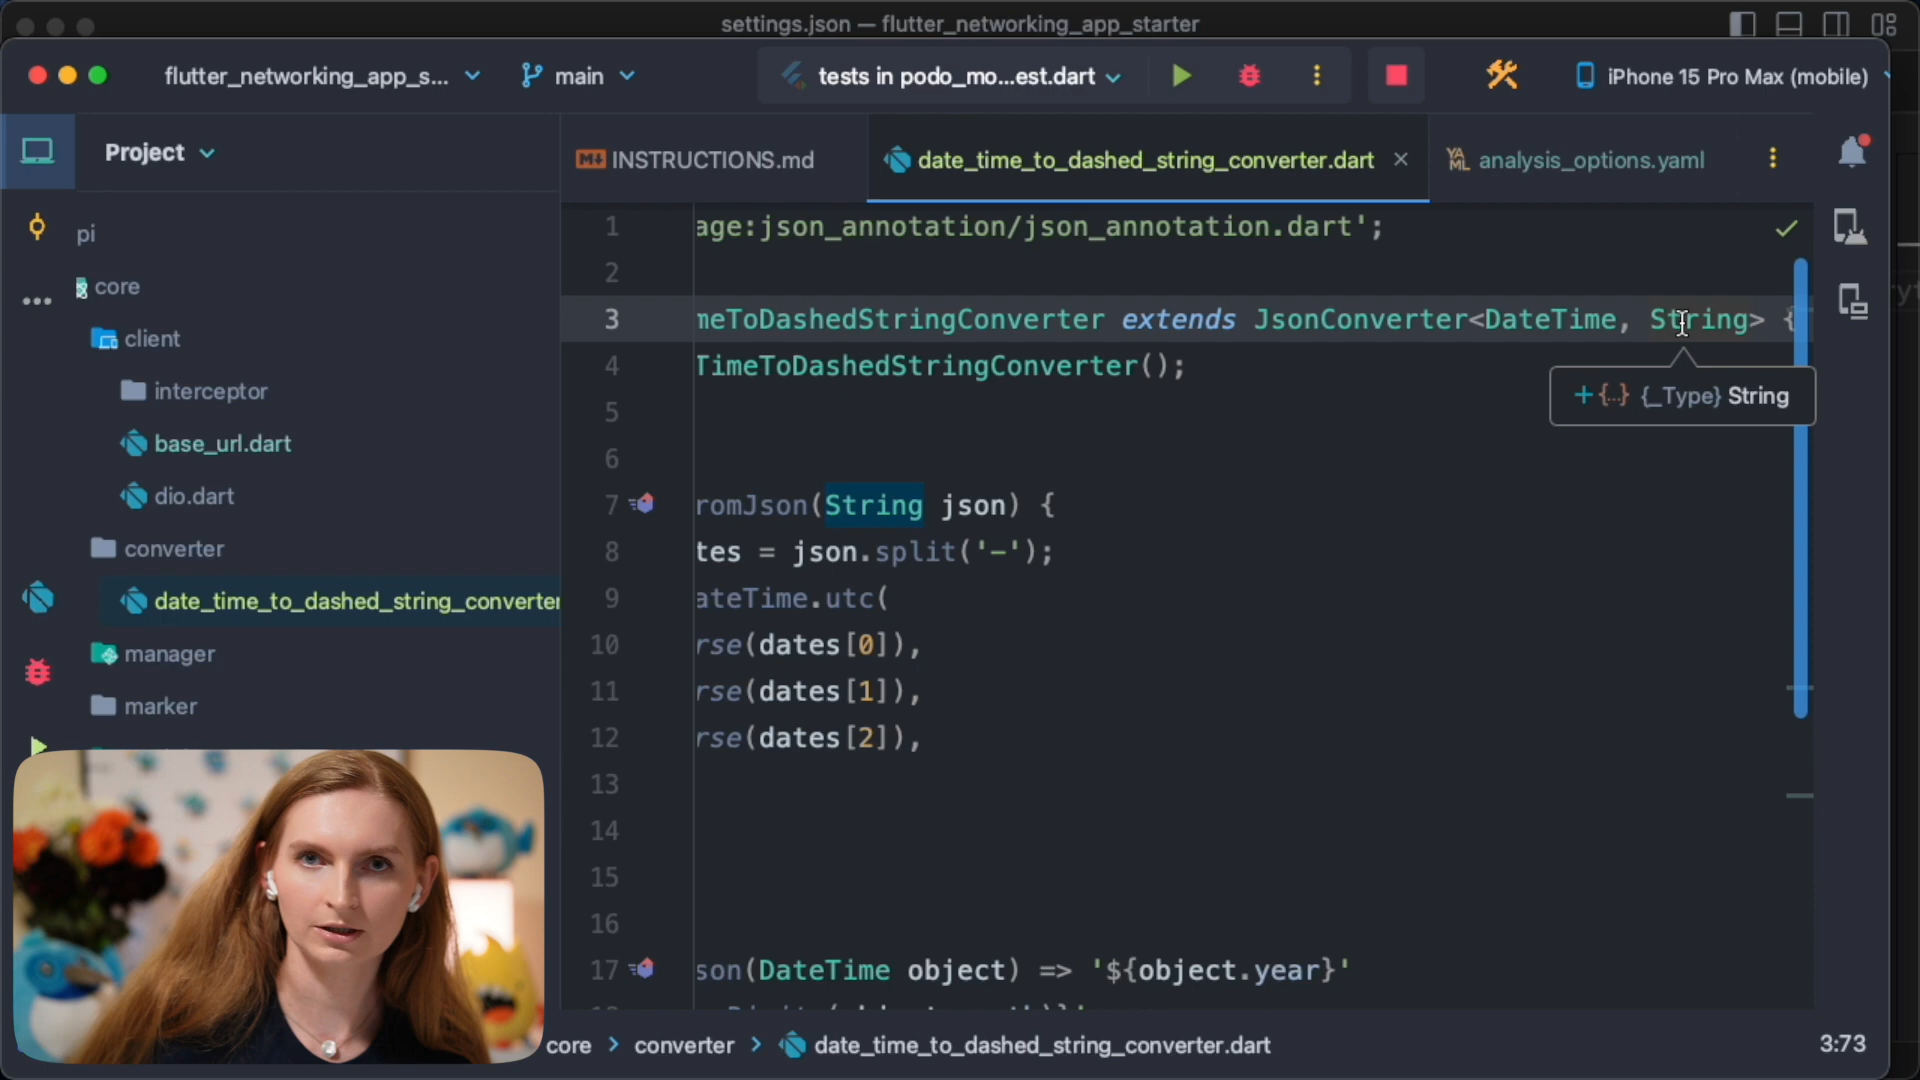 settings.json — flutter_networking_app_starter
flutter_networking_app_s...
main
tests in podo_mo...est.dart
iPhone 15 Pro Max (mobile)
Project
INSTRUCTIONS.md
date_time_to_dashed_string_converter.dart
analysis_options.yaml
pi
core
client
interceptor
base_url.dart
dio.dart
converter
date_time_to_dashed_string_converter
manager
marker
1 age:json_annotation/json_annotation.dart';
2
3 meToDashedStringConverter extends JsonConverter<DateTime, String> {
4 TimeToDashedStringConverter();
+{...} {_Type} String
5
6
7 romJson(String json) {
8 tes = json.split('-');
9 ateTime.utc(
10 rse(dates[0]),
11 rse(dates[1]),
12 rse(dates[2]),
13
14
15
16
17 son(DateTime object) => '${object.year}'
core > converter > date_time_to_dashed_string_converter.dart
3:73